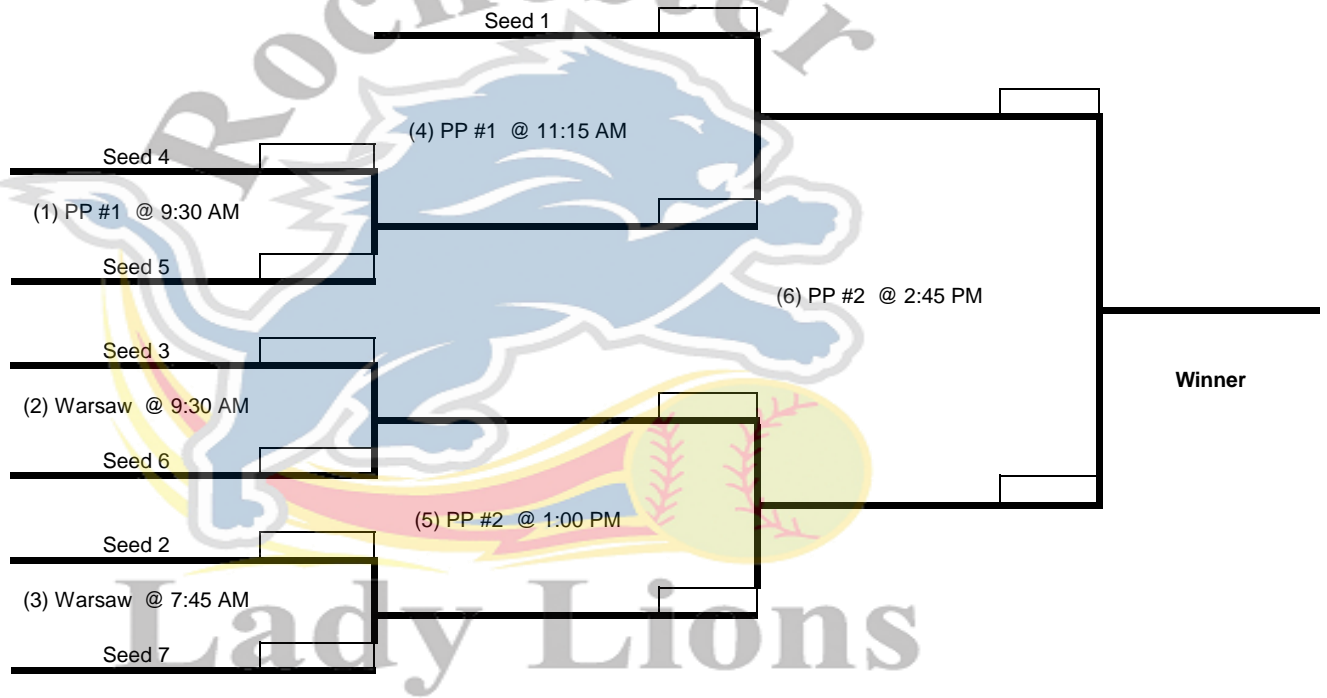 Rochester
Seed 1
(4) PP #1 @ 11:15 AM
Seed 4
(1) PP #1 @ 9:30 AM
Seed 5
(6) PP #2 @ 2:45 PM
Seed 3
Winner
(2) Warsaw @ 9:30 AM
Seed 6
(5) PP #2 @ 1:00 PM
Seed 2
(3) Warsaw @ 7:45 AM
Seed 7
Lady Lions